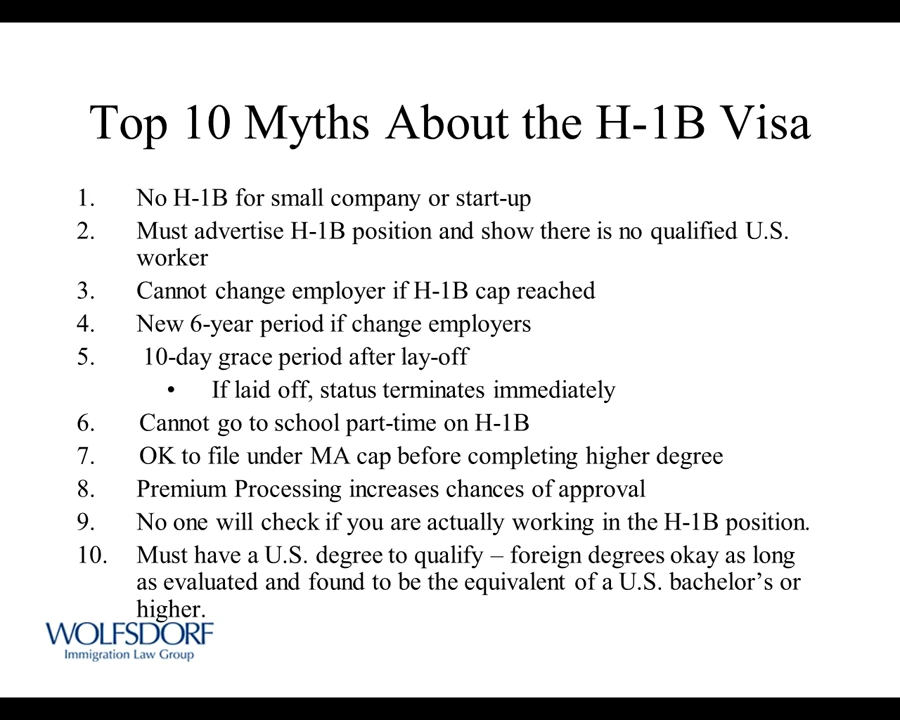 Top 10 Myths About the H-1B Visa
1. No H-1B for small company or start-up
2. Must advertise H-1B position and show there is no qualified U.S.
worker
3. Cannot change employer if H-1B cap reached
4. New 6-year period if change employers
5. 10-day grace period after lay-off
• If laid off, status terminates immediately
6. Cannot go to school part-time on H-1B
7. OK to file under MA cap before completing higher degree
8. Premium Processing increases chances of approval
9. No one will check if you are actually working in the H-1B position.
10. Must have a U.S. degree to qualify – foreign degrees okay as long
as evaluated and found to be the equivalent of a U.S. bachelor’s or
higher.
WOLFSDORF
Immigration Law Group